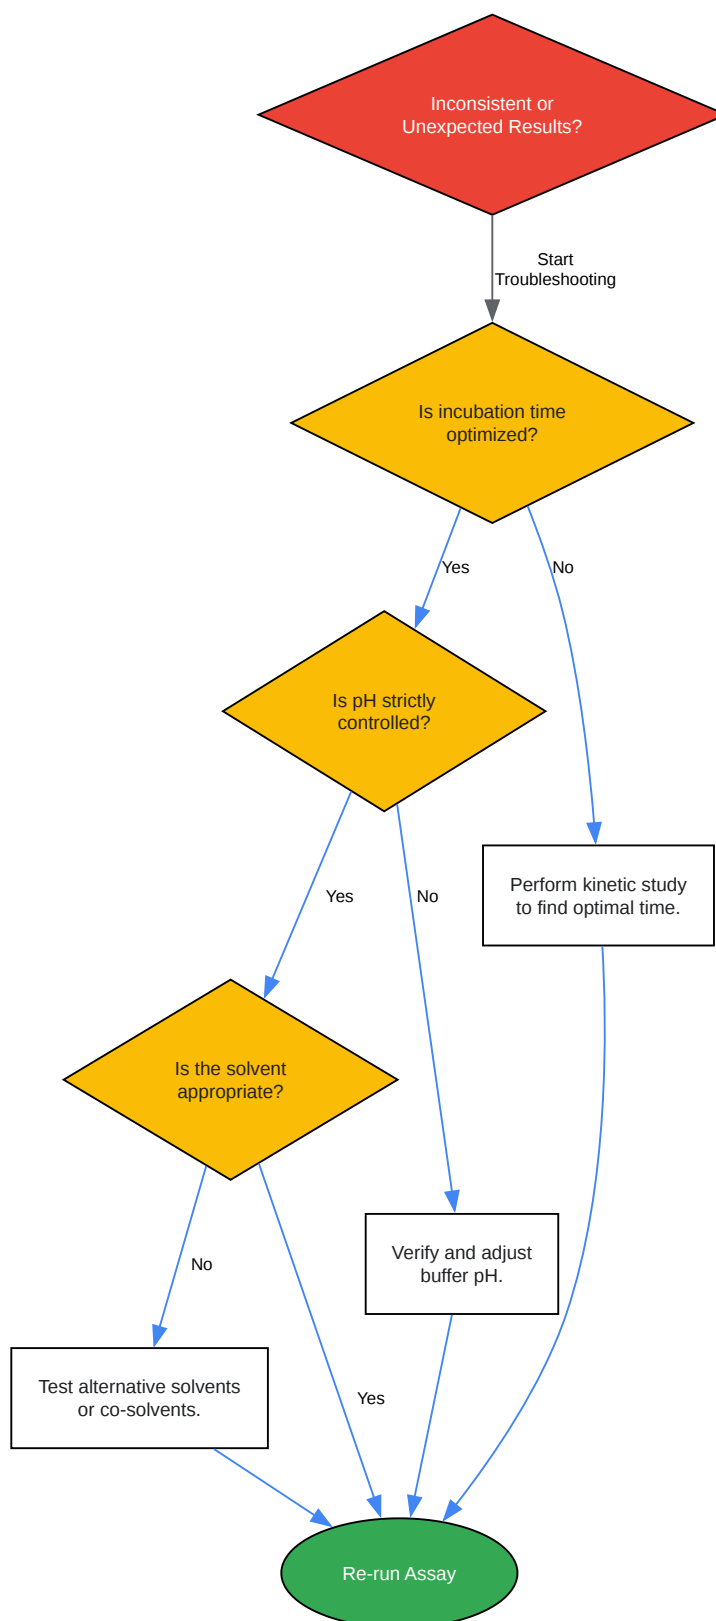 Inconsistent or
Unexpected Results?
Start
Troubleshooting
Is incubation time
optimized?
Yes
No
Is pH strictly
controlled?
Perform kinetic study
to find optimal time.
Yes
No
Is the solvent
appropriate?
Verify and adjust
buffer pH.
No
Test alternative solvents
or co-solvents.
Yes
Re-run Assay